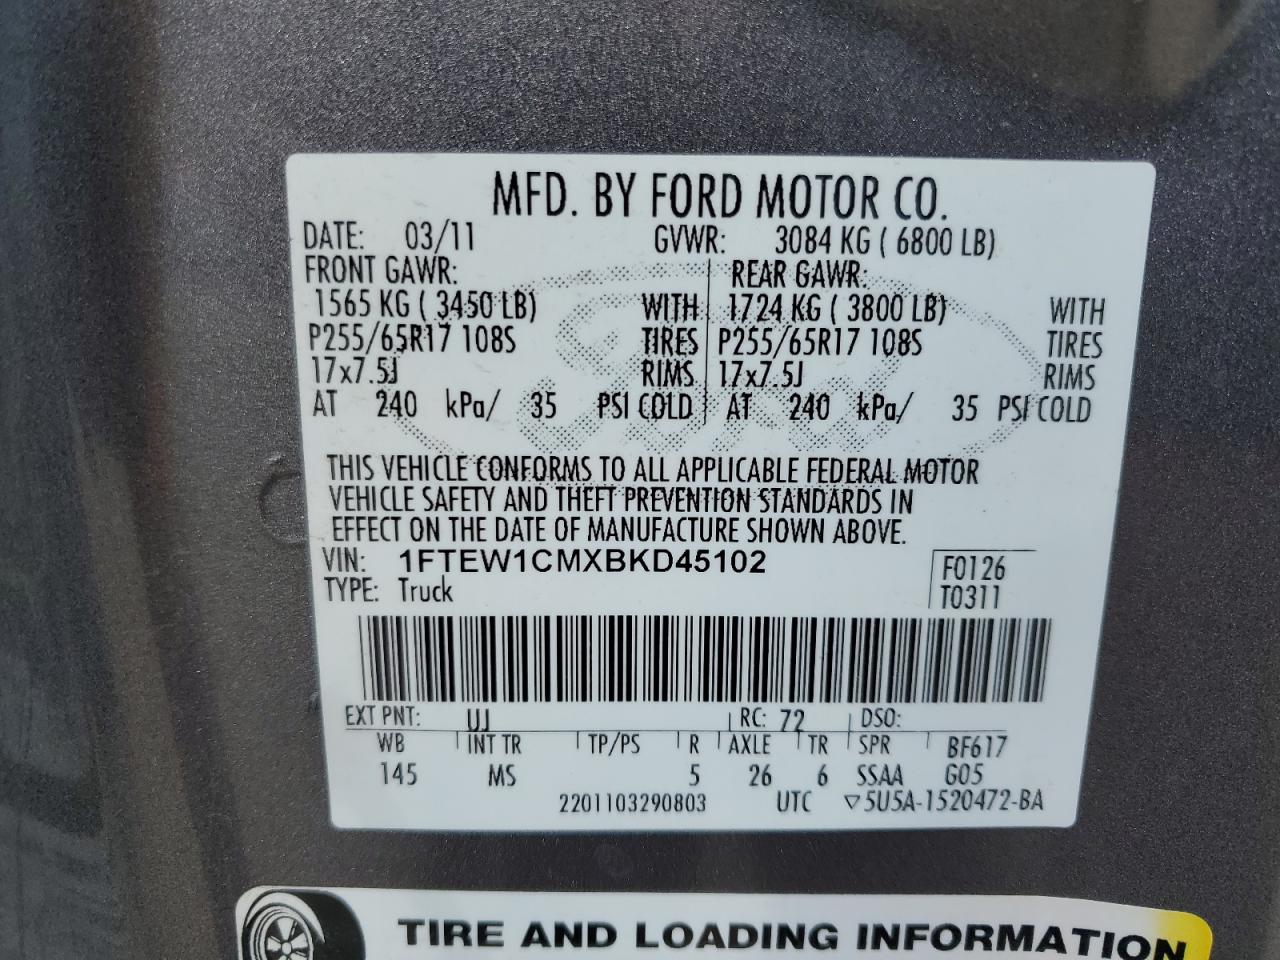 MFD. BY FORD MOTOR CO.
DATE: 03/11 GVWR: 3084 KG ( 6800 LB)
FRONT GAWR: REAR GAWR:
1565 KG ( 3450 LB) WITH 1724 KG ( 3800 LB) WITH
P255/65R17 108S TIRES P255/65R17 108S TIRES
17x7.5J RIMS 17x7.5J RIMS
AT 240 kPa/ 35 PSI COLD AT 240 kPa/ 35 PSI COLD
THIS VEHICLE CONFORMS TO ALL APPLICABLE FEDERAL MOTOR
VEHICLE SAFETY AND THEFT PREVENTION STANDARDS IN
EFFECT ON THE DATE OF MANUFACTURE SHOWN ABOVE.
VIN: 1FTEW1CMXBKD45102 F0126
TYPE: Truck T0311
EXT PNT: UJ RC: 72 DSO:
WB INT TR TP/PS R AXLE TR SPR BF617
145 MS 5 26 6 SSAA G05
2201103290803 UTC ▽5U5A-1520472-BA
TIRE AND LOADING INFORMATION